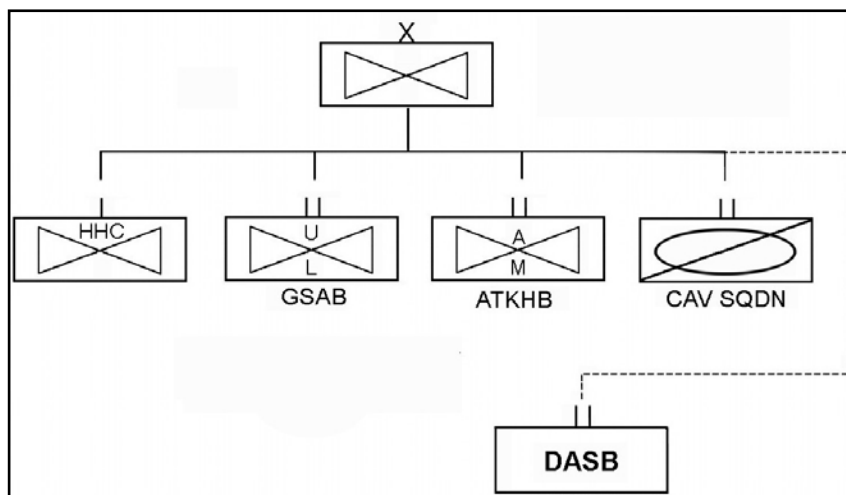 X
HHC
U
L
GSAB
A
M
ATKHB
CAV SQDN
DASB